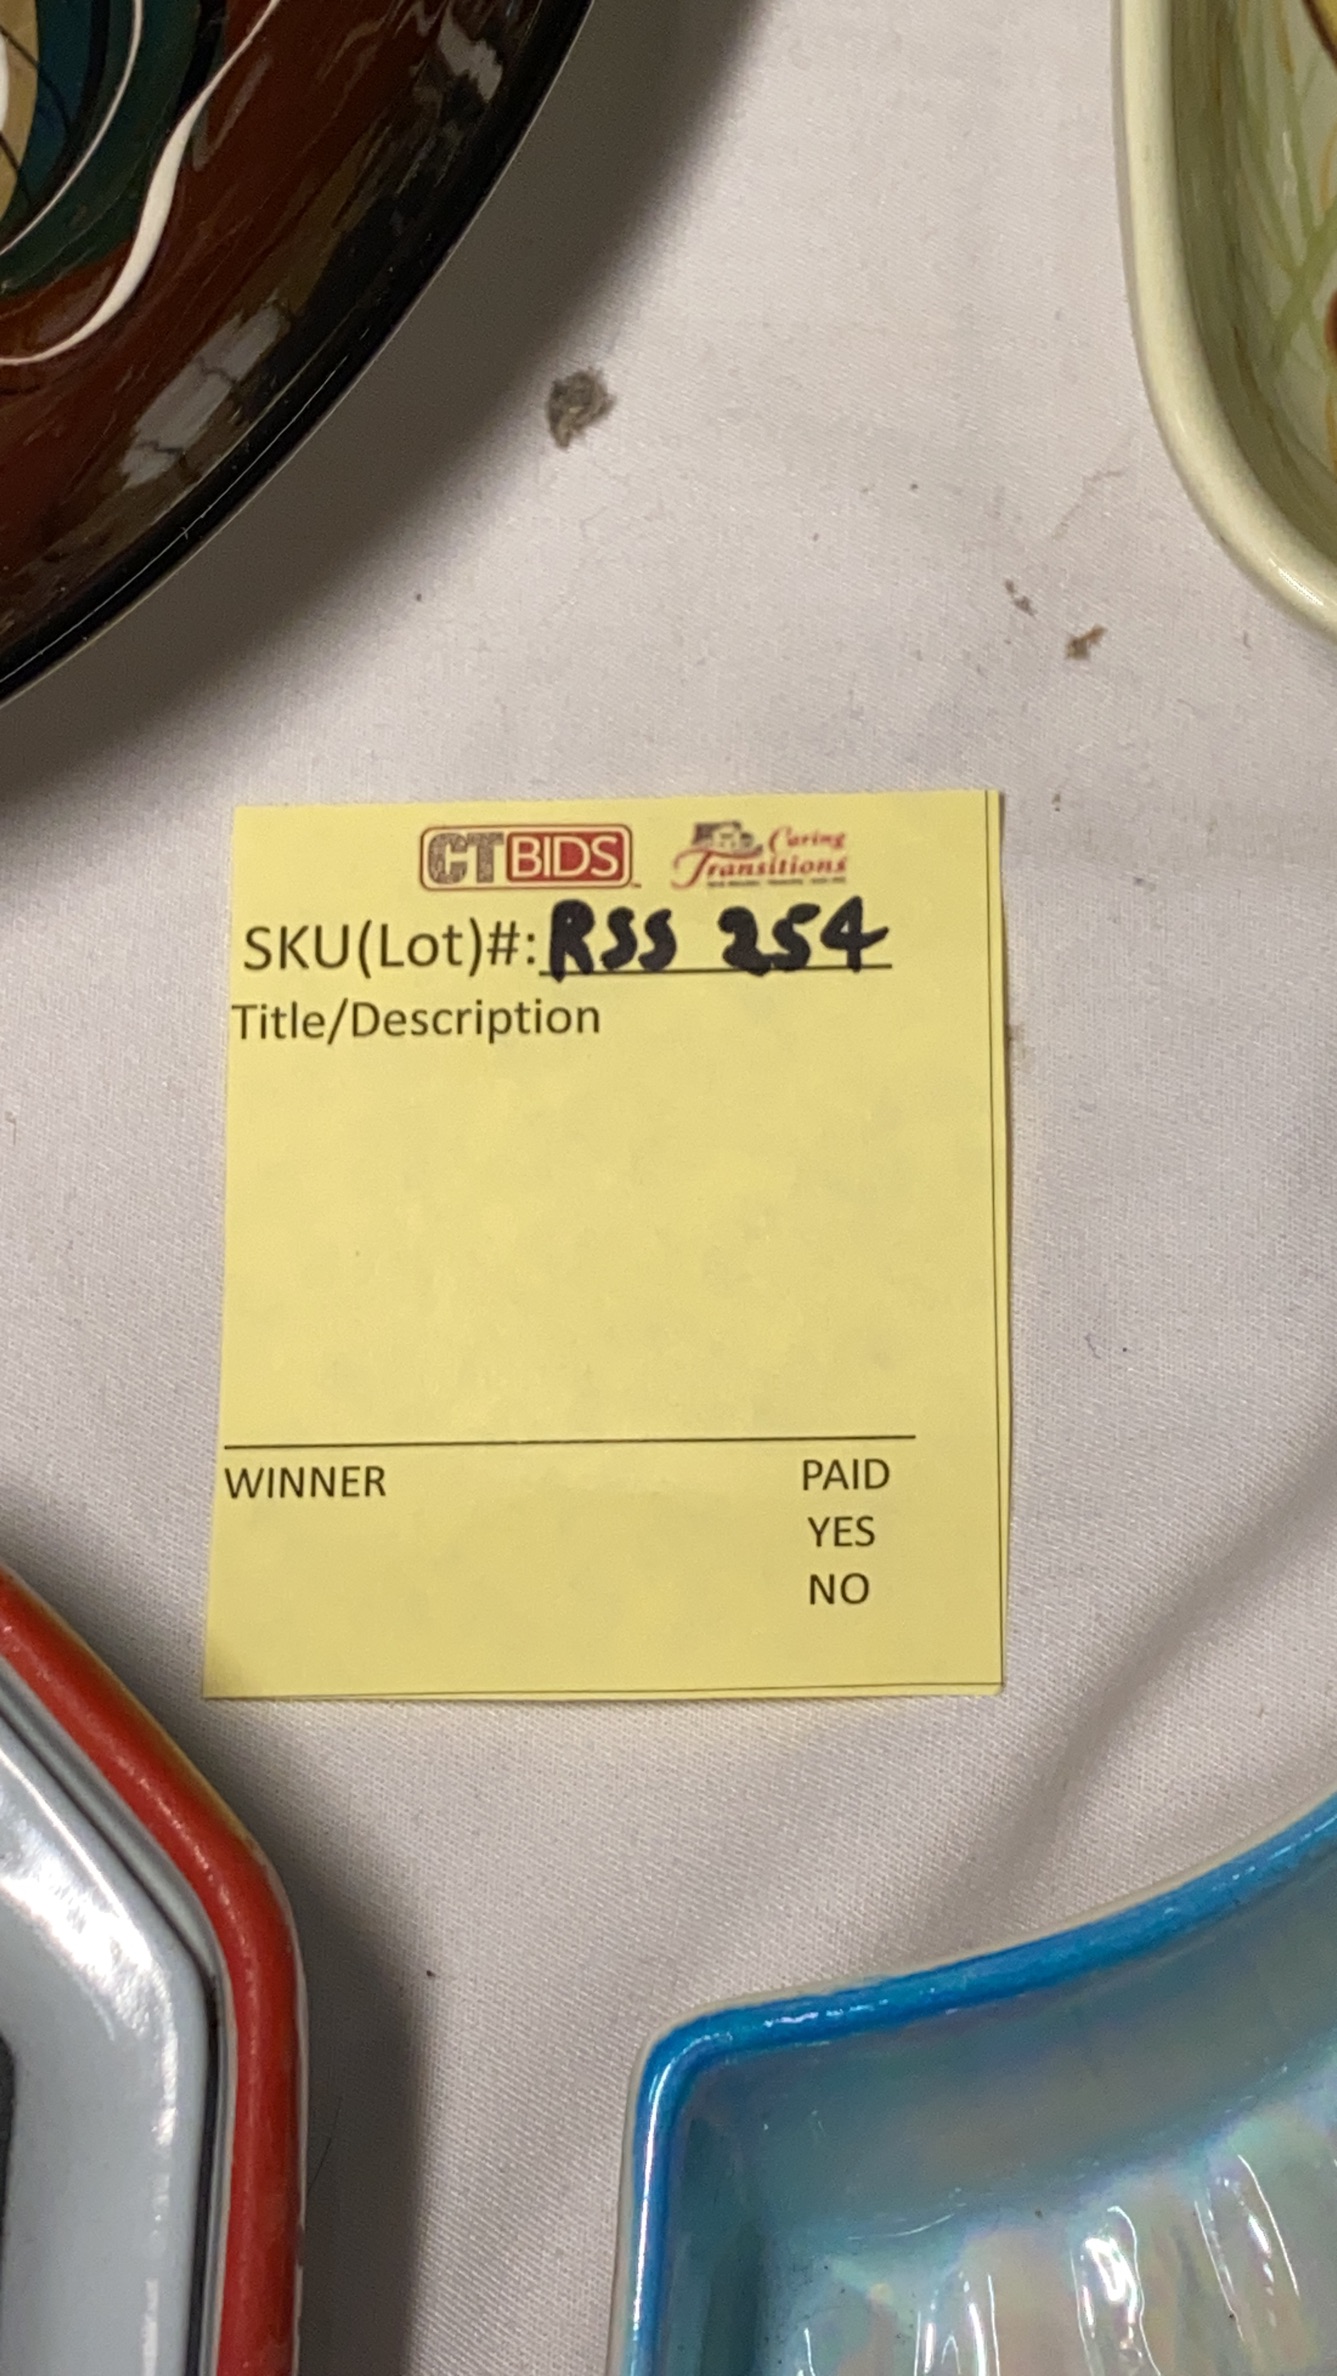 CTBIDS Caring Transitions
SKU(Lot)#: RSS 254
Title/Description
WINNER PAID
YES
NO